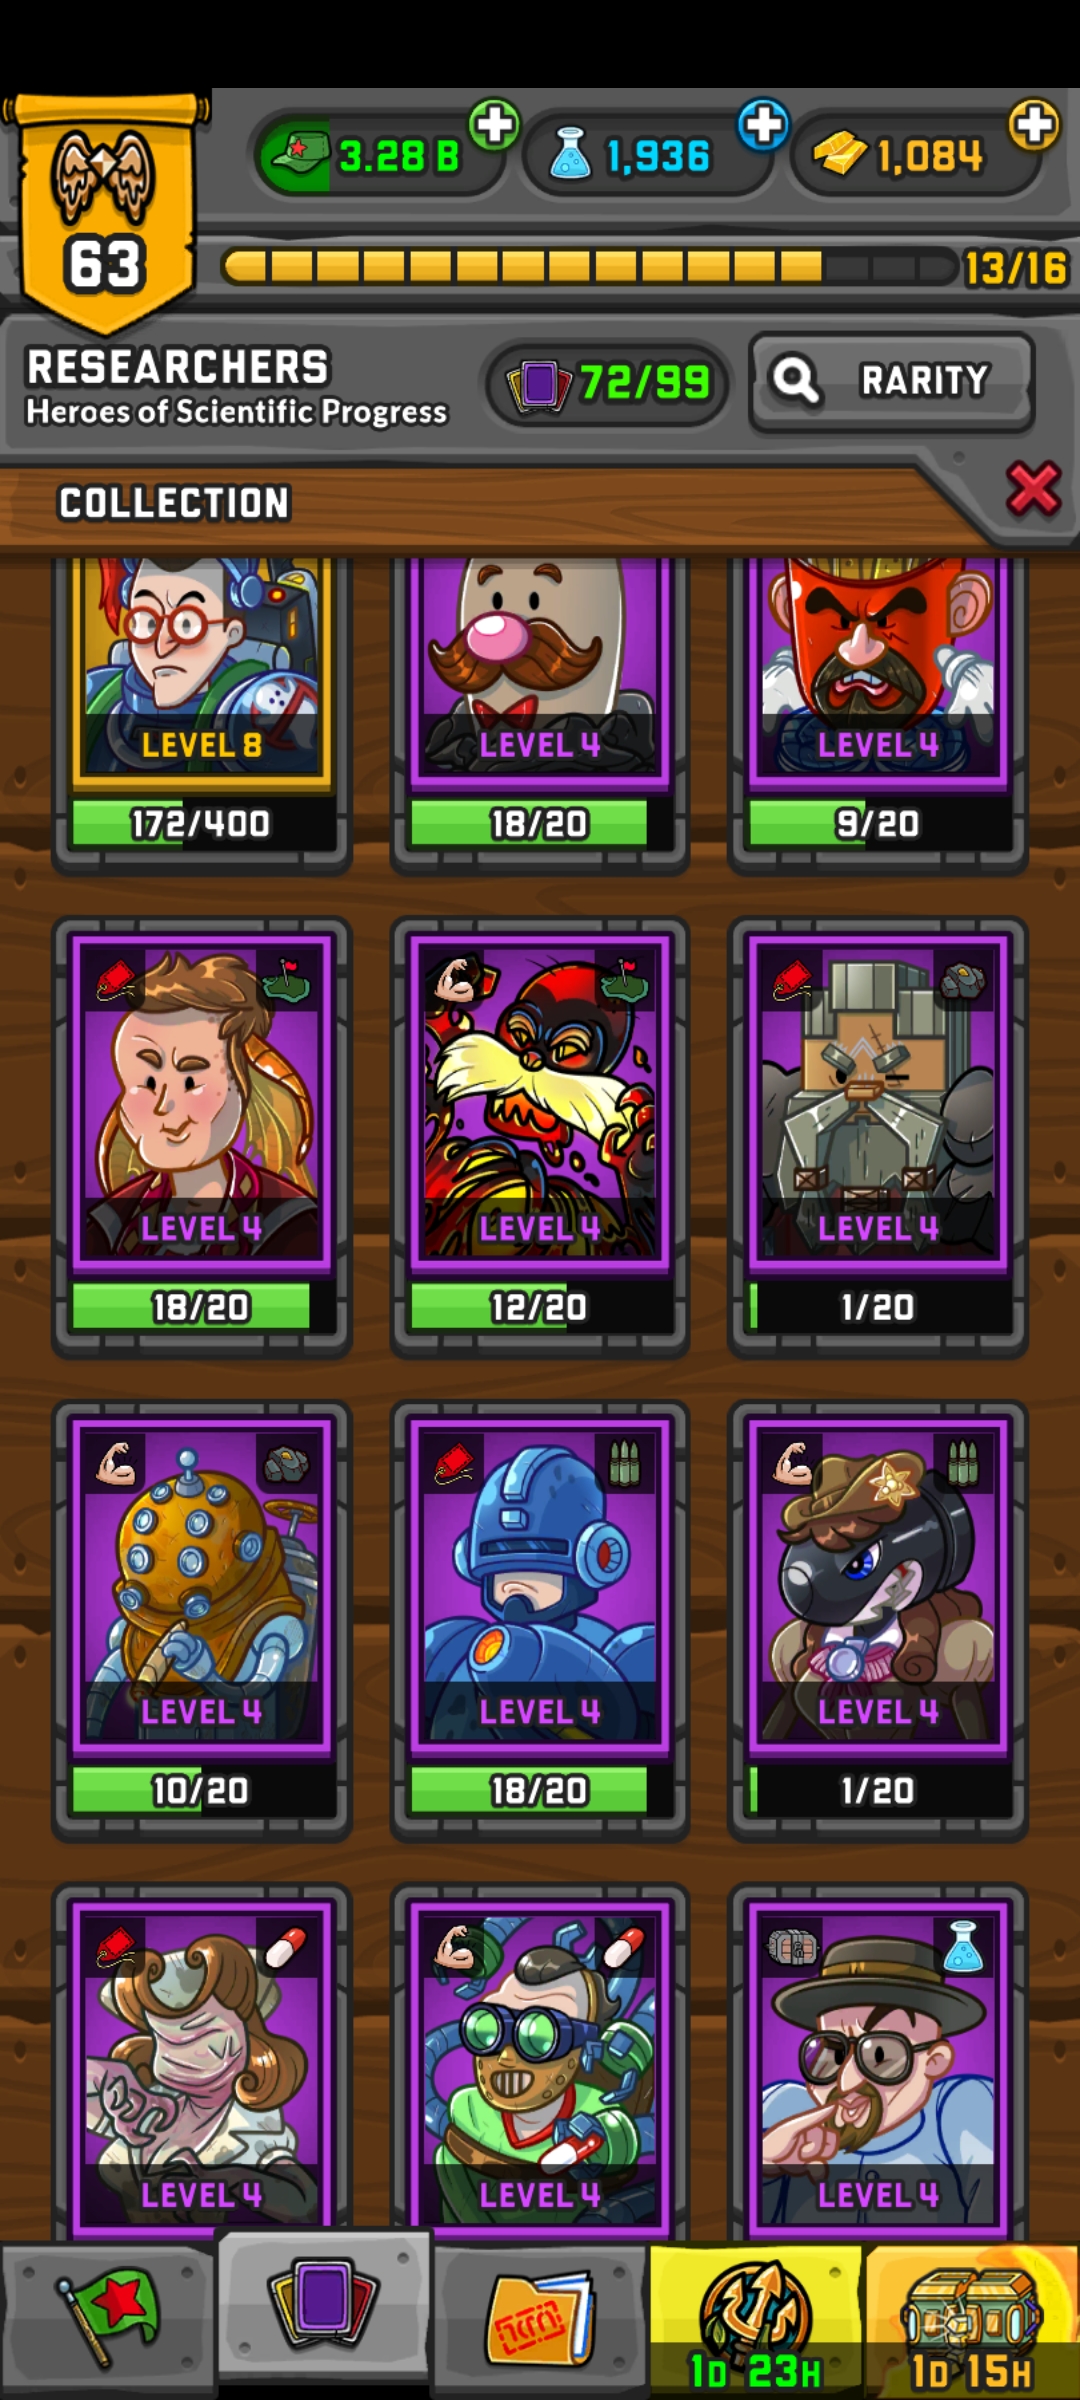 3.28 B
1,936
1,084
63
13/16
RESEARCHERS
Heroes of Scientific Progress
72/99
RARITY
COLLECTION
LEVEL 8
LEVEL 4
LEVEL 4
172/400
18/20
9/20
LEVEL 4
LEVEL 4
LEVEL 4
18/20
12/20
1/20
LEVEL 4
LEVEL 4
LEVEL 4
10/20
18/20
1/20
LEVEL 4
LEVEL 4
LEVEL 4
1D 23H
1D 15H